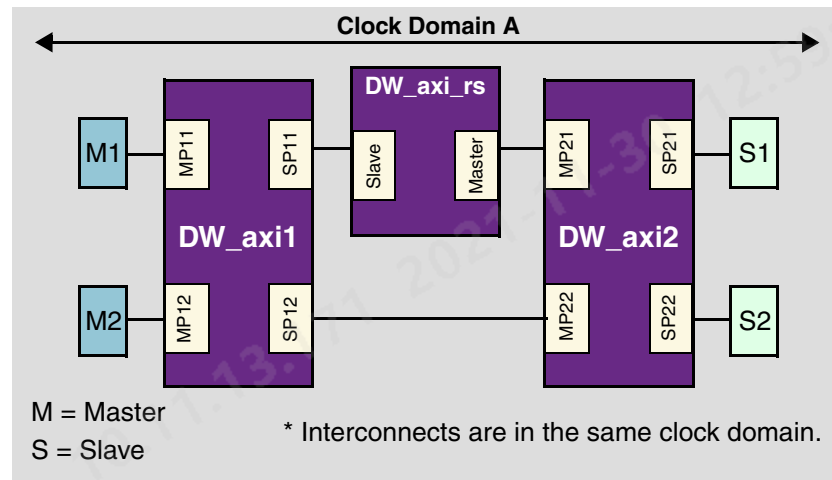 Clock Domain A
DW_axi_rs
M1
MP11
SP11
Slave
Master
MP21
SP21
S1
DW_axi1
DW_axi2
M2
MP12
SP12
MP22
SP22
S2
M = Master
S = Slave
* Interconnects are in the same clock domain.